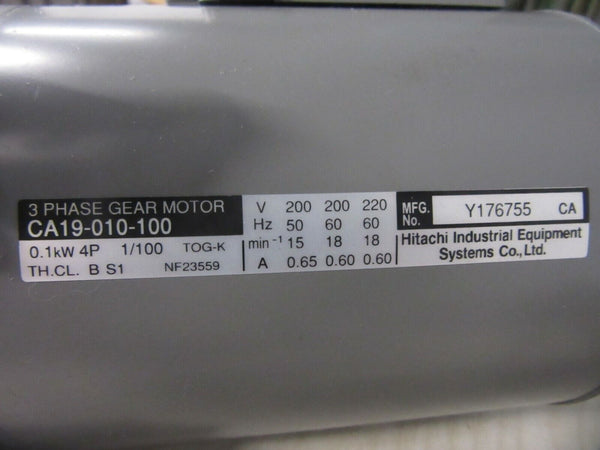 3 PHASE GEAR MOTOR
CA19-010-100
0.1kW 4P 1/100 TOG-K
TH.CL. B S1 NF23559
V 200 200 220
Hz 50 60 60
min⁻¹ 15 18 18
A 0.65 0.60 0.60
MFG. No. Y176755 CA
Hitachi Industrial Equipment
Systems Co.,Ltd.